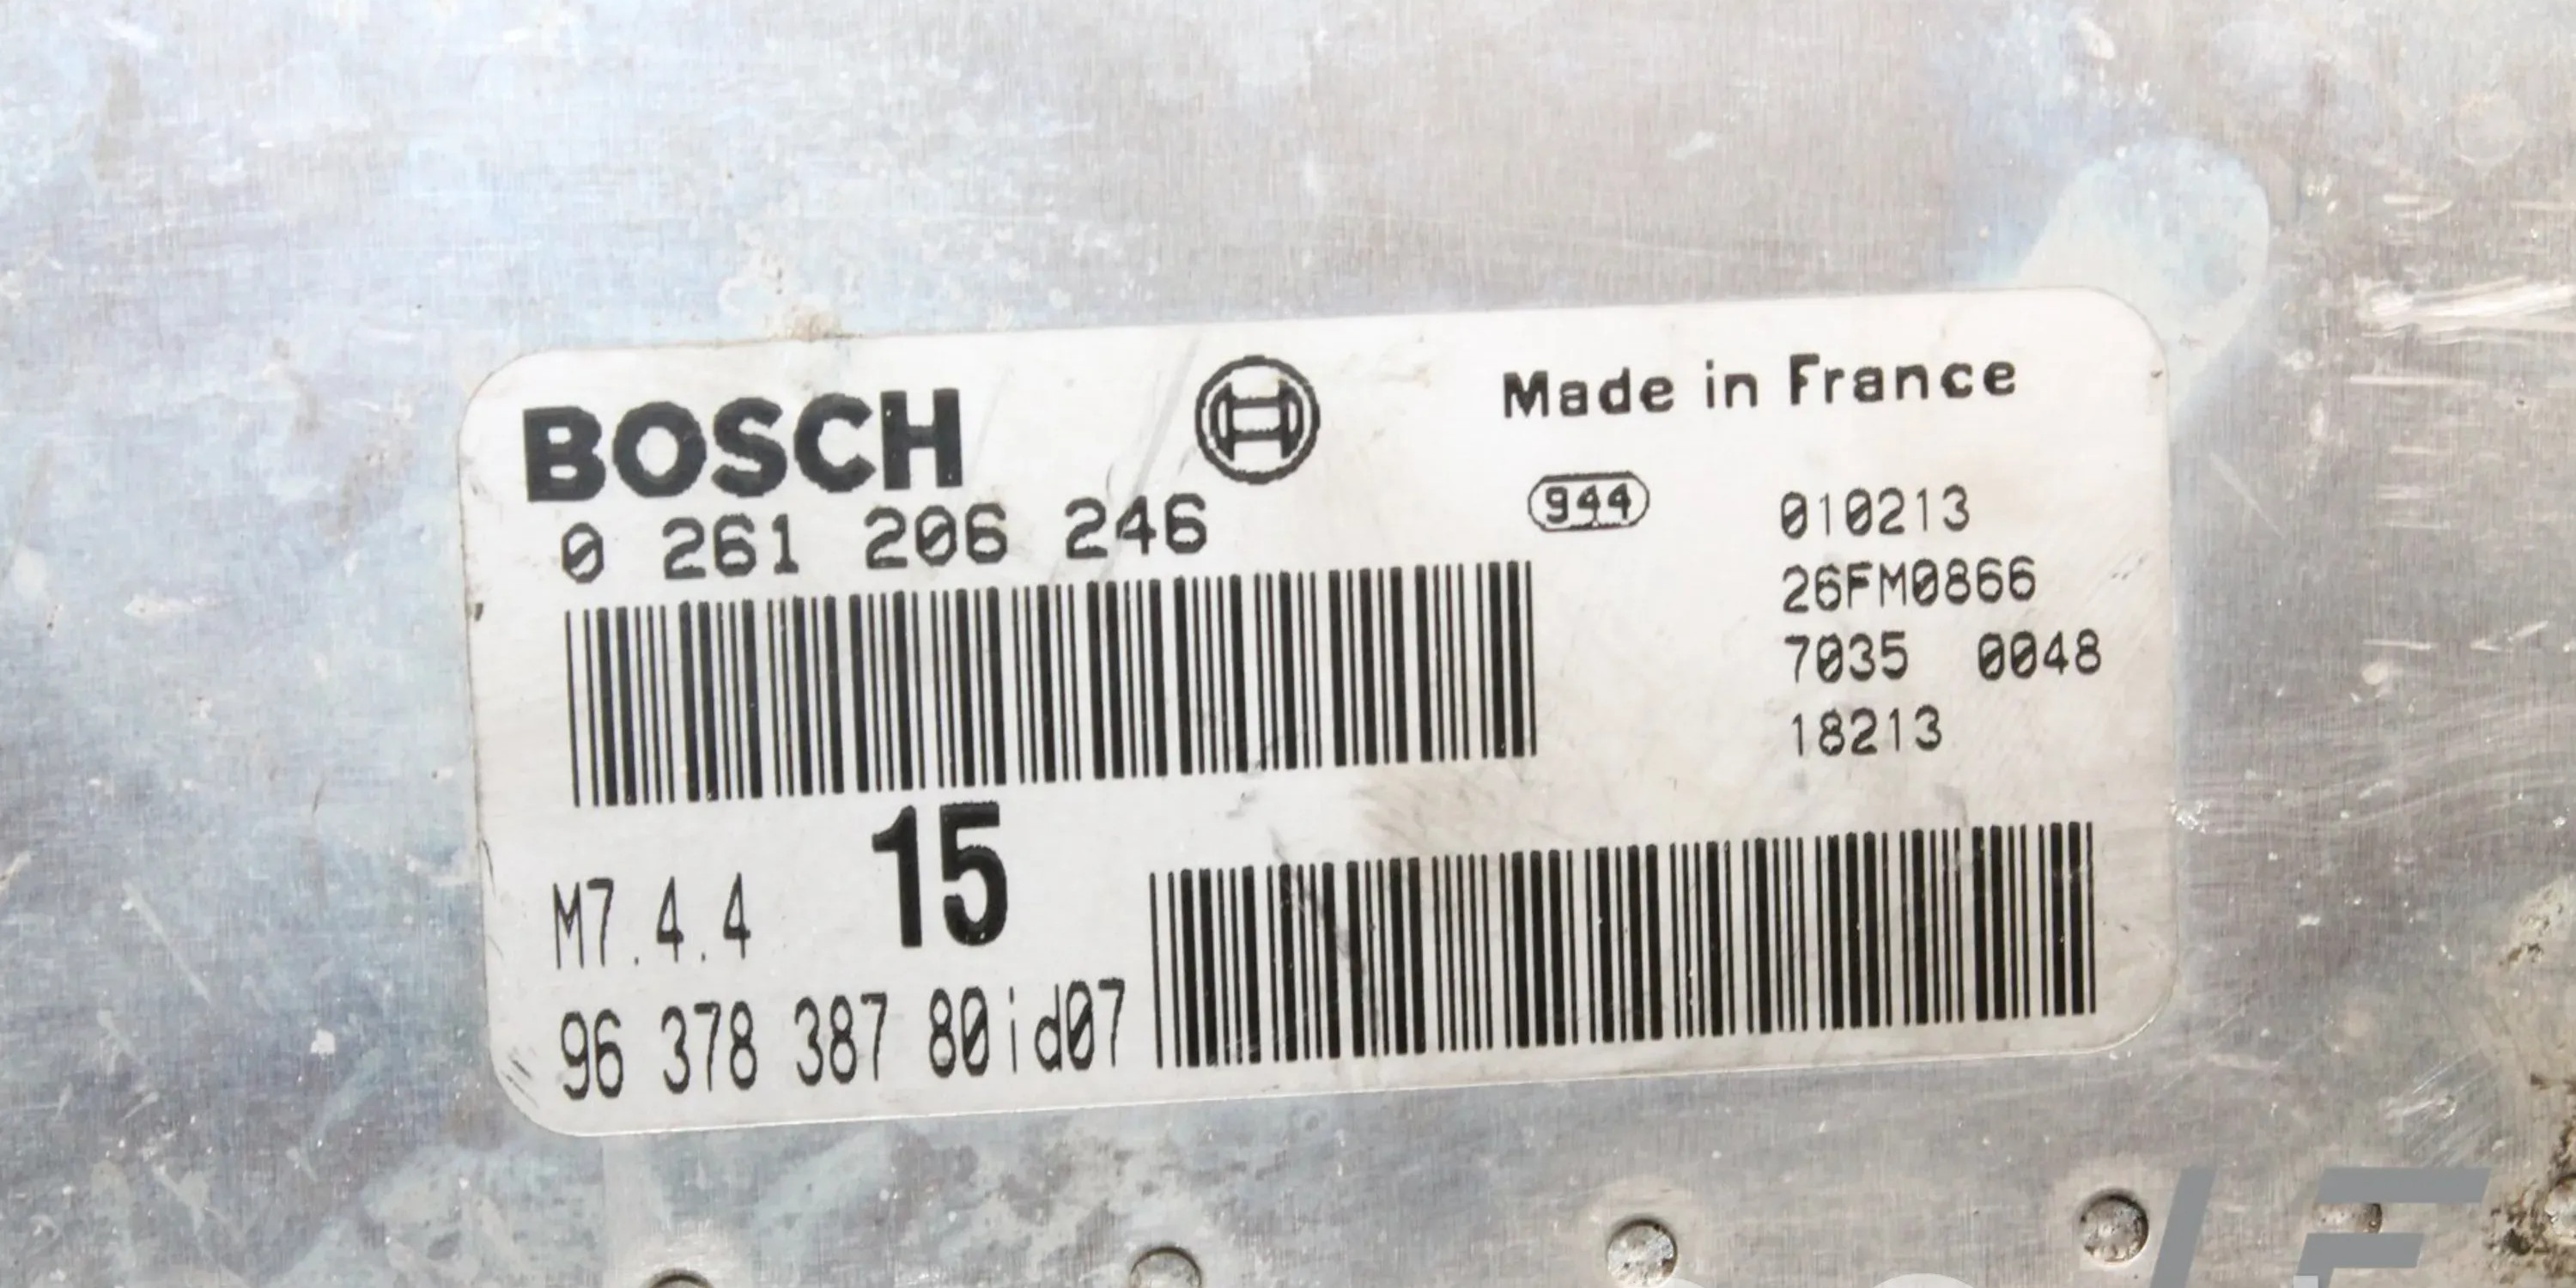 BOSCH
Made in France
0 261 206 246
944
010213
26FM0866
7035 0048
18213
15
M7.4.4
96 378 387 80id07